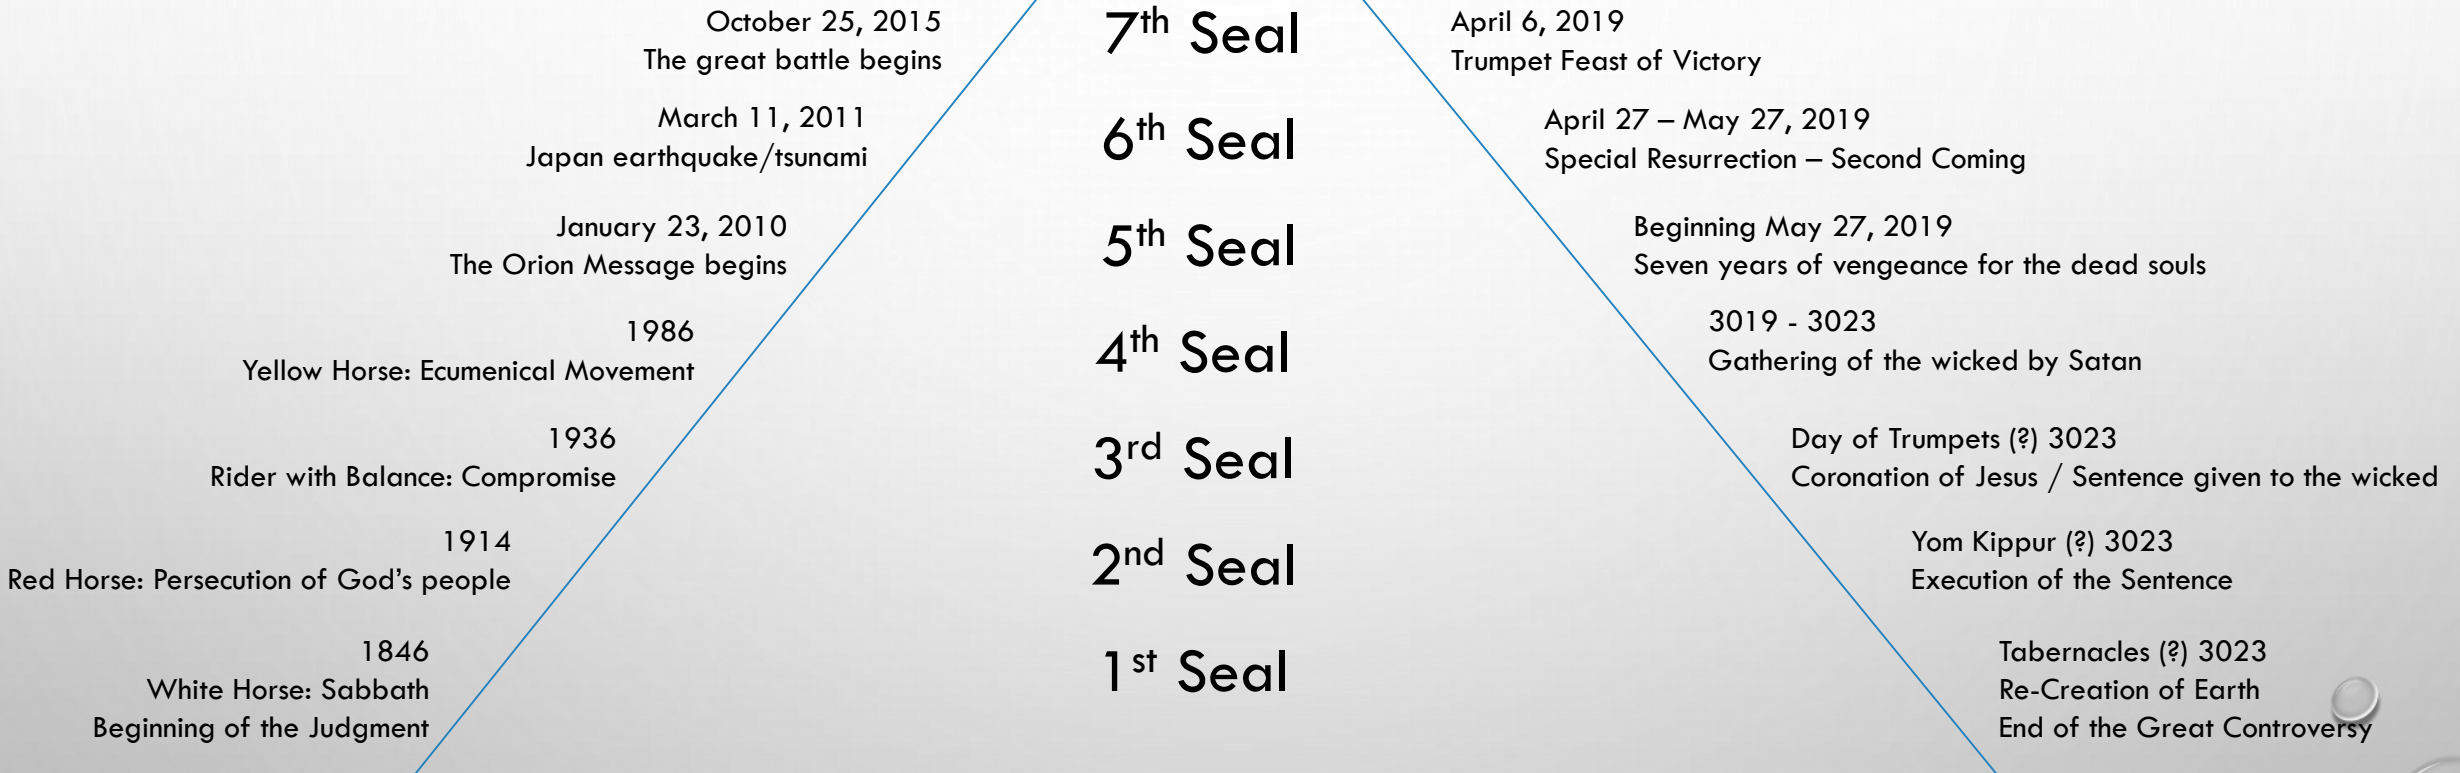 October 25, 2015
The great battle begins
7th Seal
April 6, 2019
Trumpet Feast of Victory
March 11, 2011
Japan earthquake/tsunami
6th Seal
April 27 – May 27, 2019
Special Resurrection – Second Coming
January 23, 2010
The Orion Message begins
5th Seal
Beginning May 27, 2019
Seven years of vengeance for the dead souls
1986
Yellow Horse: Ecumenical Movement
4th Seal
3019 - 3023
Gathering of the wicked by Satan
1936
Rider with Balance: Compromise
3rd Seal
Day of Trumpets (?) 3023
Coronation of Jesus / Sentence given to the wicked
1914
Red Horse: Persecution of God’s people
2nd Seal
Yom Kippur (?) 3023
Execution of the Sentence
1846
White Horse: Sabbath
Beginning of the Judgment
1st Seal
Tabernacles (?) 3023
Re-Creation of Earth
End of the Great Controversy